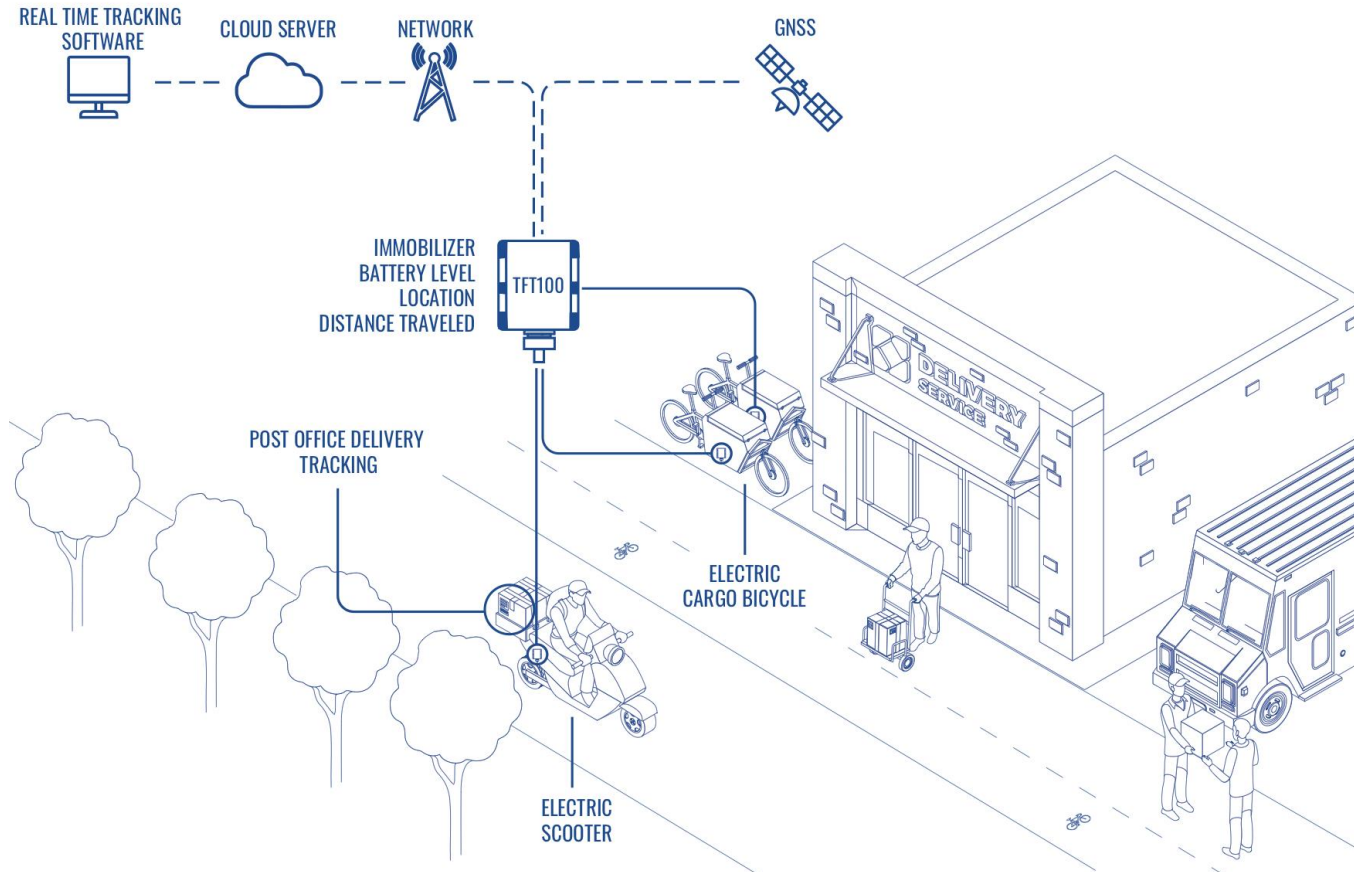 REAL TIME TRACKING
SOFTWARE
CLOUD SERVER
NETWORK
GNSS
IMMOBILIZER
BATTERY LEVEL
LOCATION
DISTANCE TRAVELED
TFT100
DELIVERY
SERVICE
POST OFFICE DELIVERY
TRACKING
ELECTRIC
CARGO BICYCLE
ELECTRIC
SCOOTER